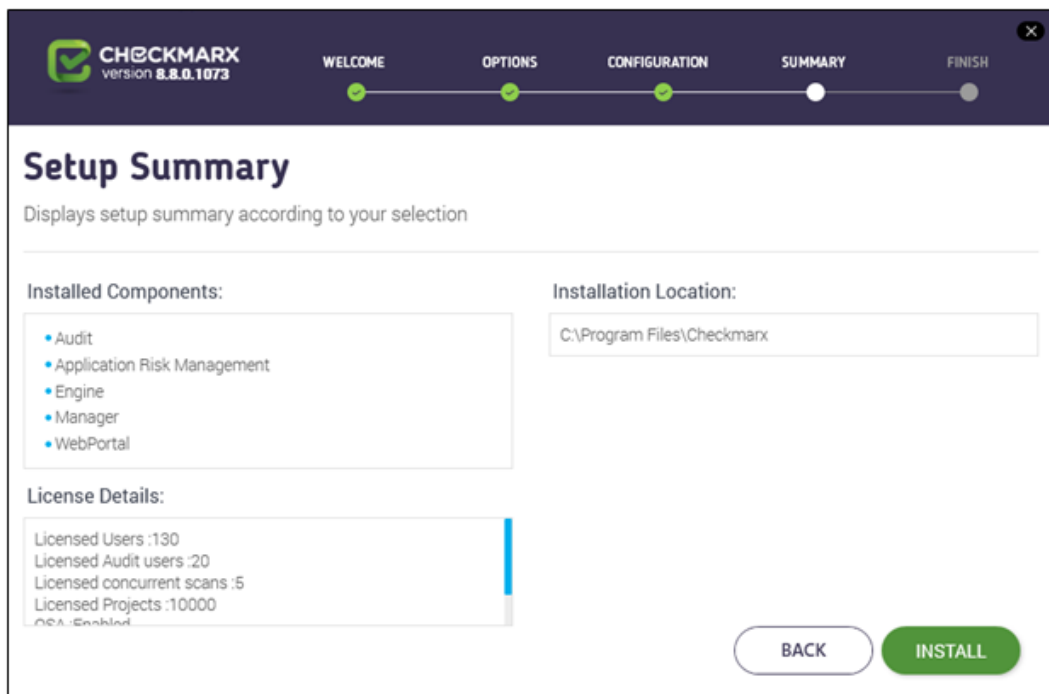 CHECKMARX
version 8.8.0.1073
WELCOME
OPTIONS
CONFIGURATION
SUMMARY
FINISH
Setup Summary
Displays setup summary according to your selection
Installed Components:
Audit
Application Risk Management
Engine
Manager
WebPortal
Installation Location:
C:\Program Files\Checkmarx
License Details:
Licensed Users :130
Licensed Audit users :20
Licensed concurrent scans :5
Licensed Projects :10000
OSA :Enabled
BACK
INSTALL